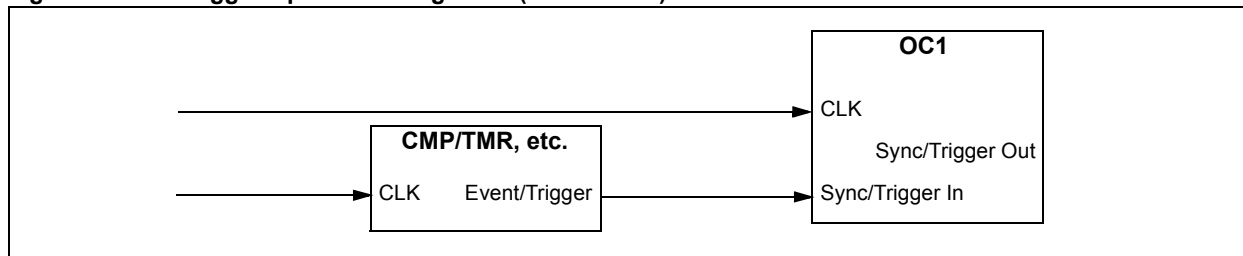 OC1
CLK
CMP/TMR, etc.
Sync/Trigger Out
CLK Event/Trigger
Sync/Trigger In